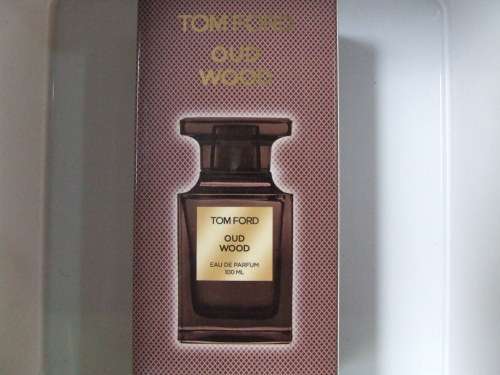 TOM FORD
OUD
WOOD
TOM FORD
OUD
WOOD
EAU DE PARFUM
100 ML